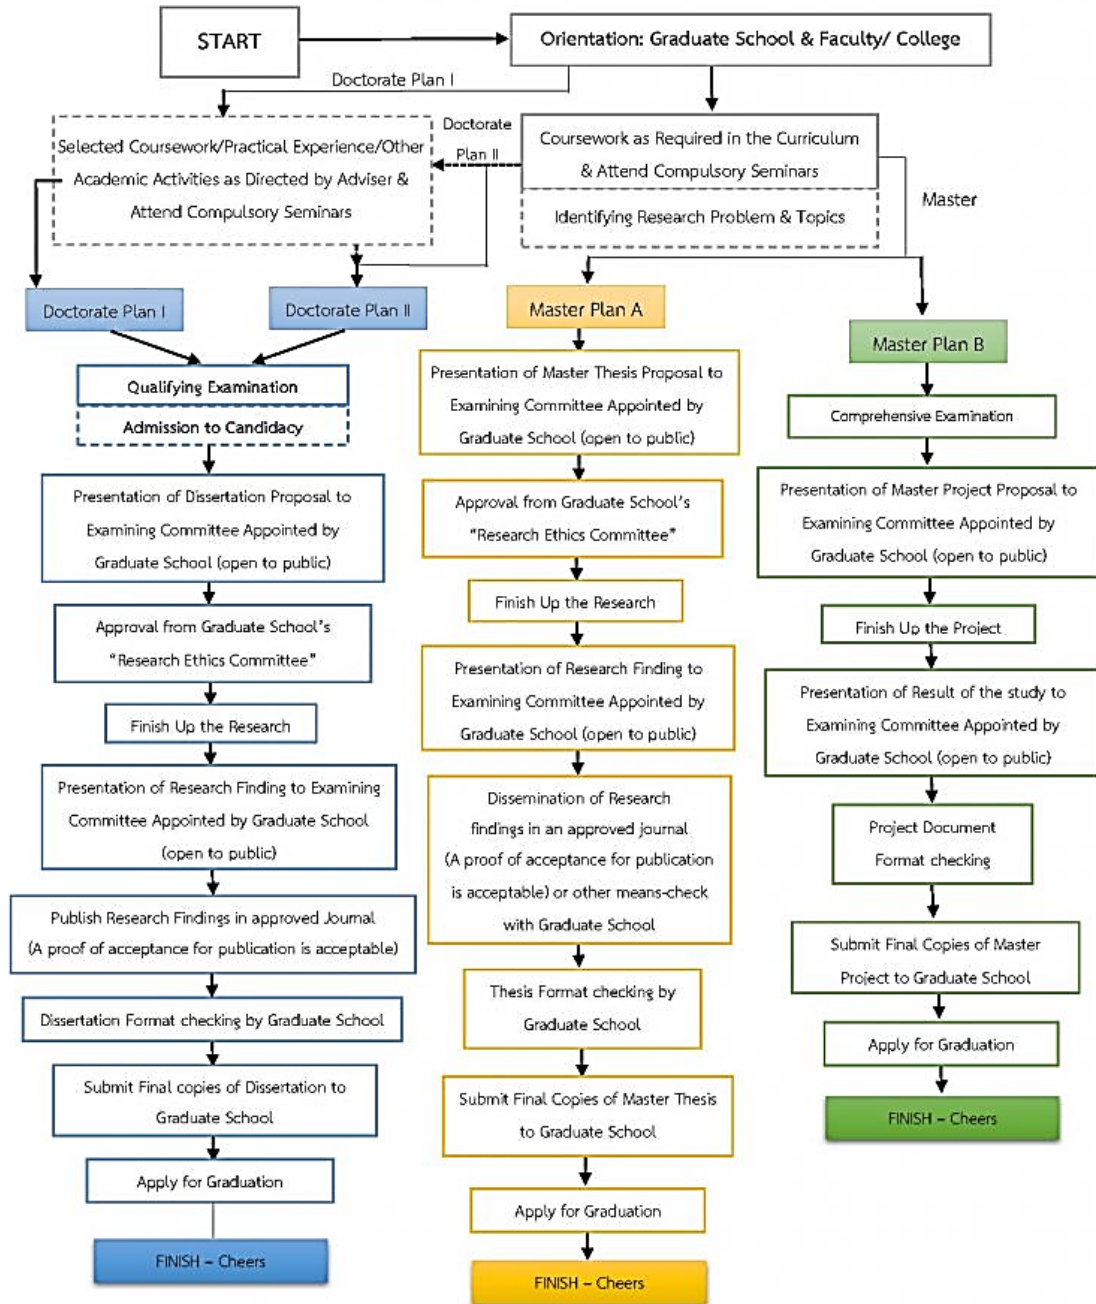 START
Orientation: Graduate School & Faculty/ College
Doctorate Plan I
Selected Coursework/Practical Experience/Other
Academic Activities as Directed by Adviser &
Attend Compulsory Seminars
Doctorate
Plan II
Coursework as Required in the Curriculum
& Attend Compulsory Seminars
Identifying Research Problem & Topics
Master
Doctorate Plan I
Doctorate Plan II
Qualifying Examination
Admission to Candidacy
Presentation of Dissertation Proposal to
Examining Committee Appointed by
Graduate School (open to public)
Approval from Graduate School's
"Research Ethics Committee"
Finish Up the Research
Presentation of Research Finding to Examining
Committee Appointed by Graduate School
(open to public)
Publish Research Findings in approved Journal
(A proof of acceptance for publication is acceptable)
Dissertation Format checking by Graduate School
Submit Final copies of Dissertation to
Graduate School
Apply for Graduation
FINISH – Cheers
Master Plan A
Presentation of Master Thesis Proposal to
Examining Committee Appointed by
Graduate School (open to public)
Approval from Graduate School's
"Research Ethics Committee"
Finish Up the Research
Presentation of Research Finding to
Examining Committee Appointed by
Graduate School (open to public)
Dissemination of Research
findings in an approved journal
(A proof of acceptance for publication
is acceptable) or other means-check
with Graduate School
Thesis Format checking by
Graduate School
Submit Final Copies of Master Thesis
to Graduate School
Apply for Graduation
FINISH – Cheers
Master Plan B
Comprehensive Examination
Presentation of Master Project Proposal to
Examining Committee Appointed by
Graduate School (open to public)
Finish Up the Project
Presentation of Result of the study to
Examining Committee Appointed by
Graduate School (open to public)
Project Document
Format checking
Submit Final Copies of Master
Project to Graduate School
Apply for Graduation
FINISH – Cheers